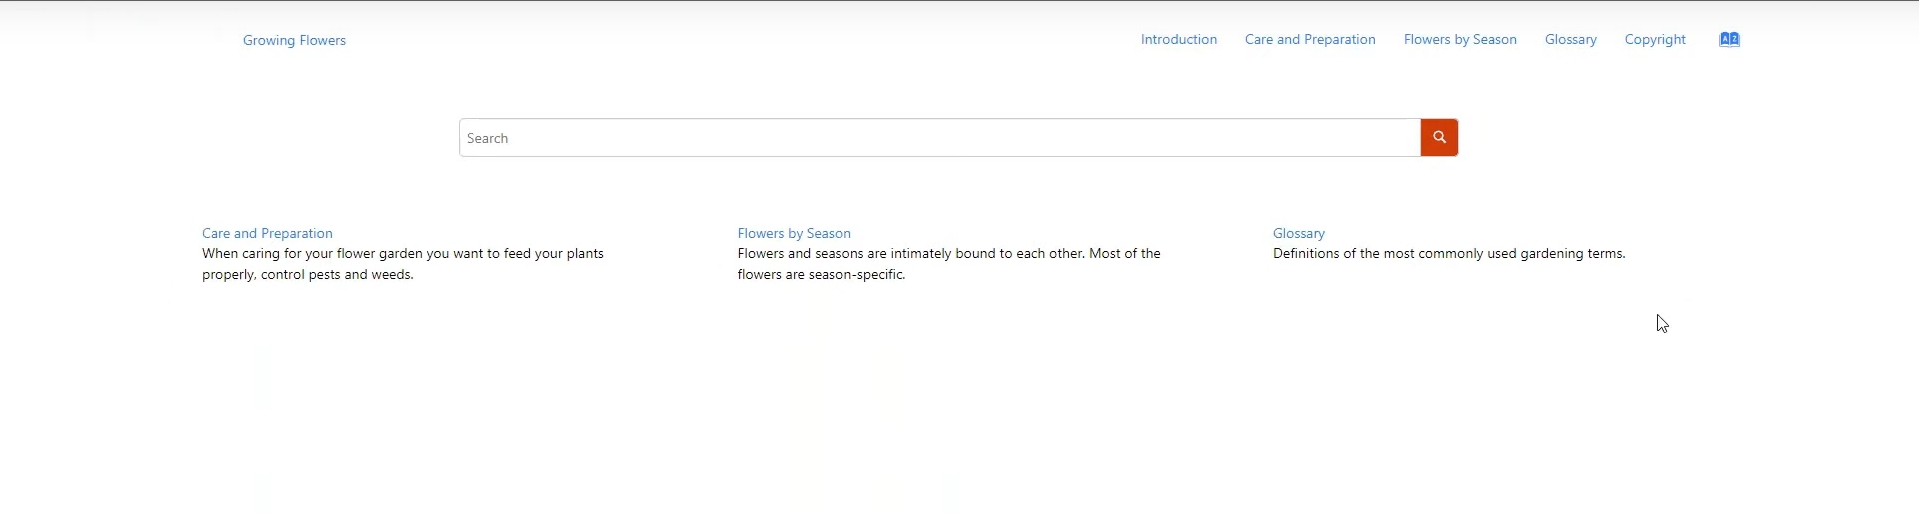 Growing Flowers
Introduction Care and Preparation Flowers by Season Glossary Copyright A Z
Search
Care and Preparation
When caring for your flower garden you want to feed your plants
properly, control pests and weeds.
Flowers by Season
Flowers and seasons are intimately bound to each other. Most of the
flowers are season-specific.
Glossary
Definitions of the most commonly used gardening terms.